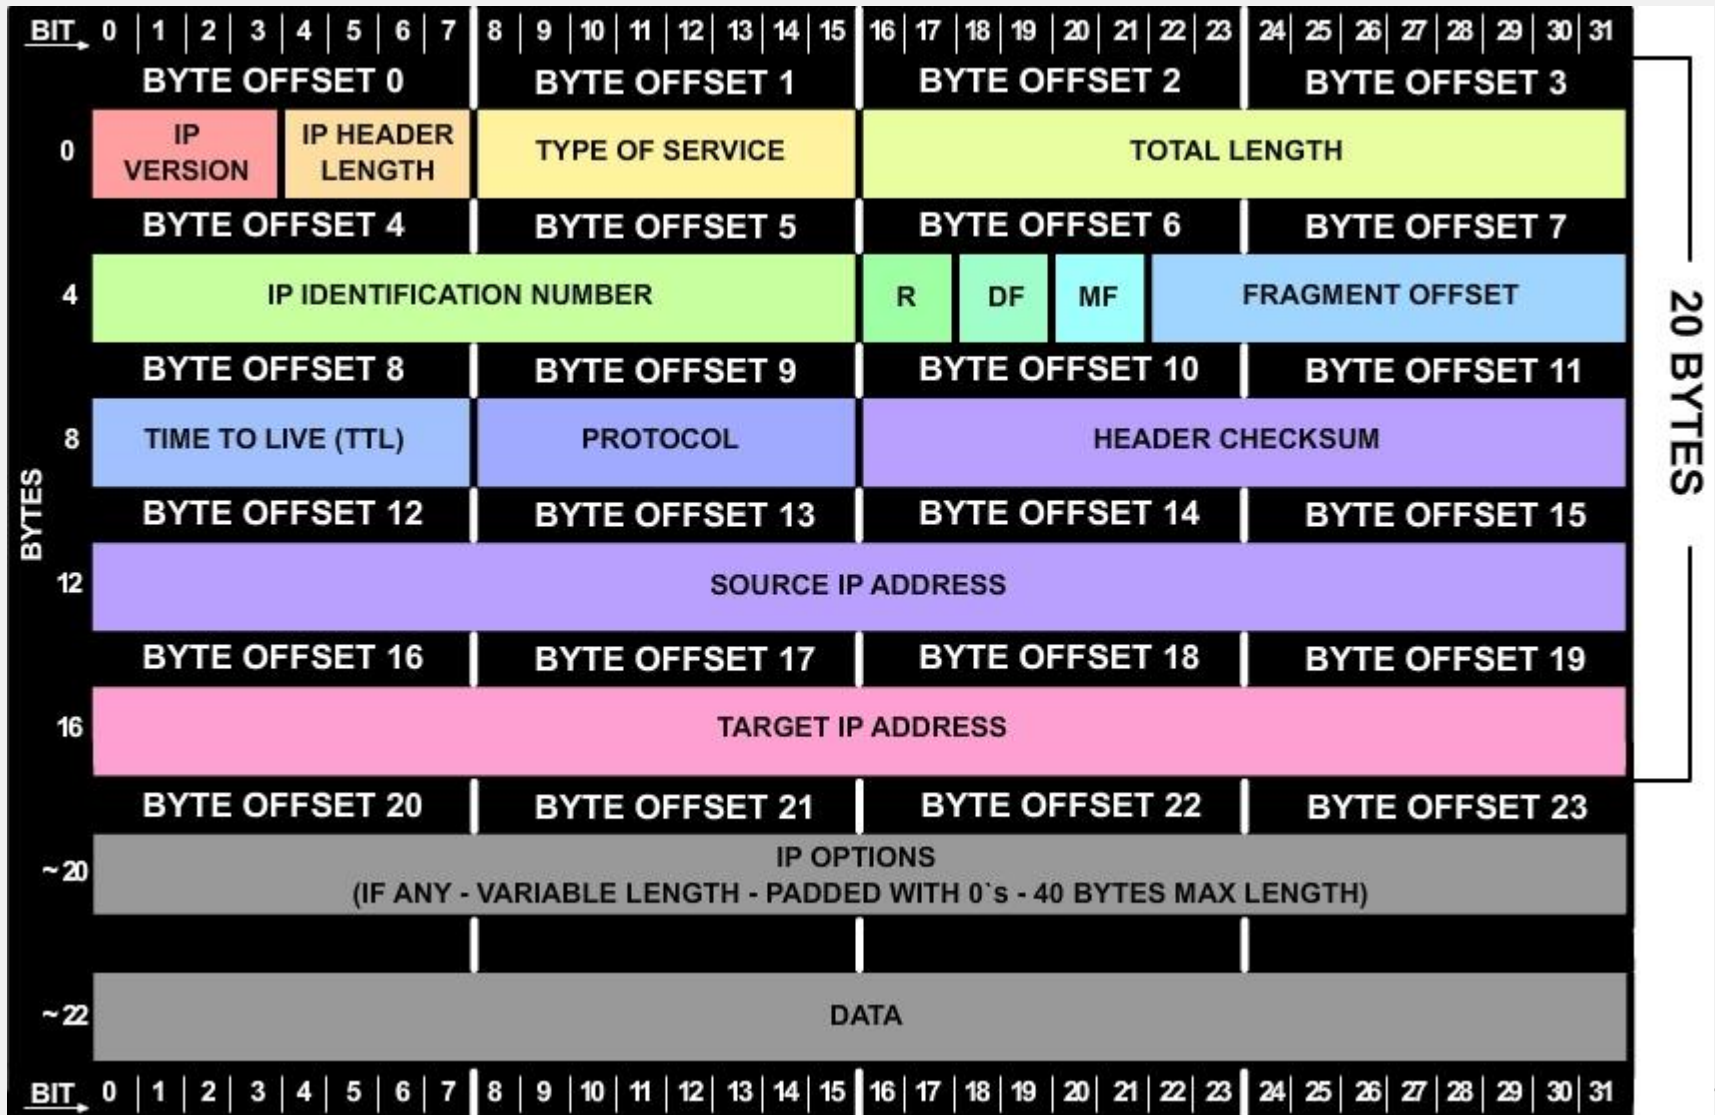 BIT 0 1 2 3 4 5 6 7 8 9 10 11 12 13 14 15 16 17 18 19 20 21 22 23 24 25 26 27 28 29 30 31
BYTE OFFSET 0 BYTE OFFSET 1 BYTE OFFSET 2 BYTE OFFSET 3
0 IP VERSION IP HEADER LENGTH TYPE OF SERVICE TOTAL LENGTH
BYTE OFFSET 4 BYTE OFFSET 5 BYTE OFFSET 6 BYTE OFFSET 7
4 IP IDENTIFICATION NUMBER R DF MF FRAGMENT OFFSET
BYTE OFFSET 8 BYTE OFFSET 9 BYTE OFFSET 10 BYTE OFFSET 11
8 TIME TO LIVE (TTL) PROTOCOL HEADER CHECKSUM
BYTE OFFSET 12 BYTE OFFSET 13 BYTE OFFSET 14 BYTE OFFSET 15
12 SOURCE IP ADDRESS
BYTE OFFSET 16 BYTE OFFSET 17 BYTE OFFSET 18 BYTE OFFSET 19
16 TARGET IP ADDRESS
BYTE OFFSET 20 BYTE OFFSET 21 BYTE OFFSET 22 BYTE OFFSET 23
~20 IP OPTIONS
(IF ANY - VARIABLE LENGTH - PADDED WITH 0`s - 40 BYTES MAX LENGTH)
~22 DATA
BIT 0 1 2 3 4 5 6 7 8 9 10 11 12 13 14 15 16 17 18 19 20 21 22 23 24 25 26 27 28 29 30 31
BYTES
20 BYTES